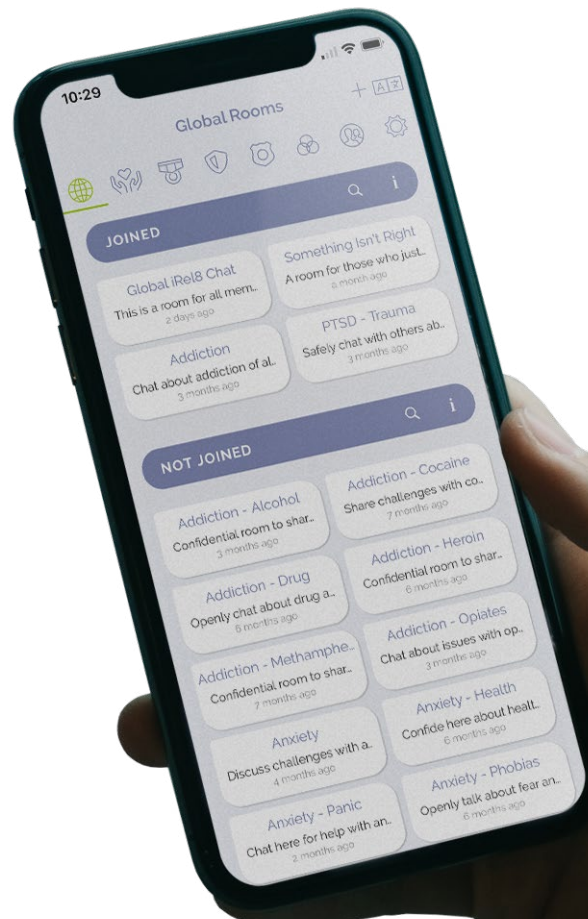 10:29
Global Rooms
JOINED
i
Global iRel8 Chat
This is a room for all mem..
2 days ago
Something Isn't Right
A room for those who just..
a month ago
Addiction
Chat about addiction of al..
3 months ago
PTSD - Trauma
Safely chat with others ab..
3 months ago
NOT JOINED
i
Addiction - Alcohol
Confidential room to shar..
3 months ago
Addiction - Cocaine
Share challenges with co..
7 months ago
Addiction - Drug
Openly chat about drug a..
6 months ago
Addiction - Heroin
Confidential room to shar..
6 months ago
Addiction - Methamphe..
Confidential room to shar..
7 months ago
Addiction - Opiates
Chat about issues with op..
3 months ago
Anxiety
Discuss challenges with a..
4 months ago
Anxiety - Health
Confide here about healt..
6 months ago
Anxiety - Panic
Chat here for help with an..
2 months ago
Anxiety - Phobias
Openly talk about fear an..
6 months ago